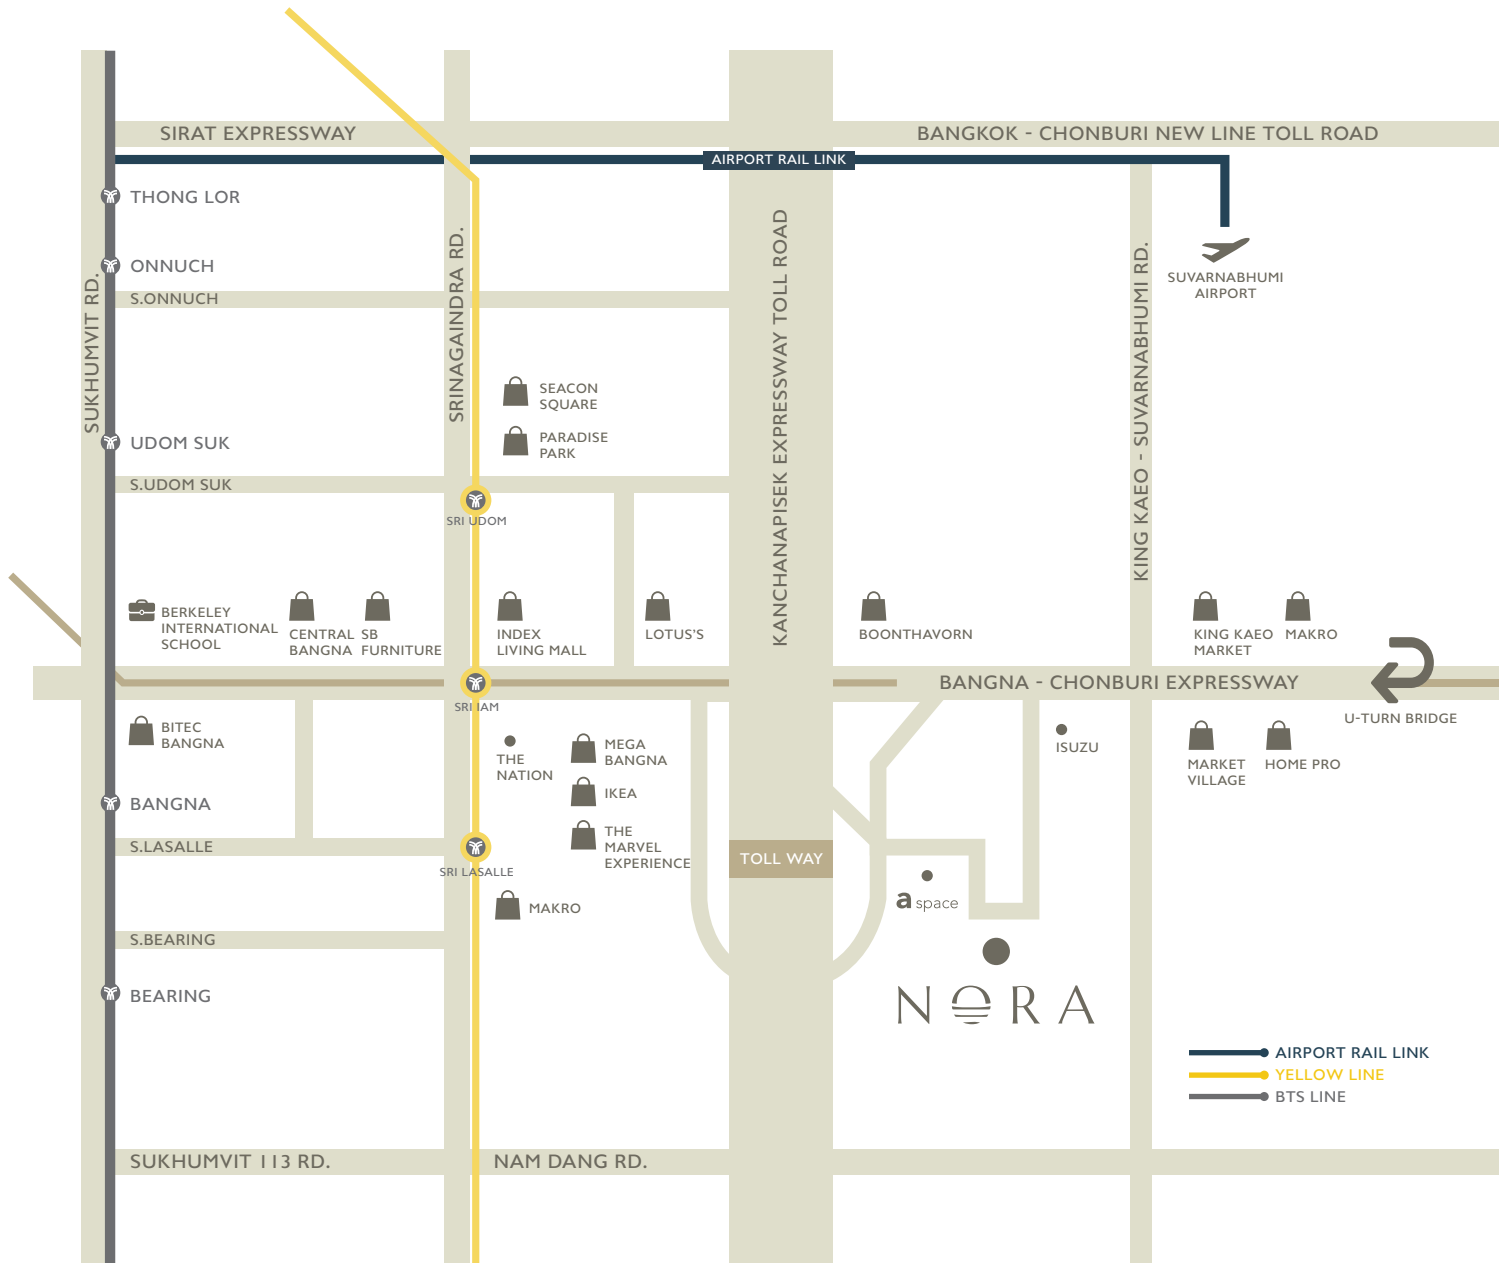 SIRAT EXPRESSWAY
BANGKOK - CHONBURI NEW LINE TOLL ROAD
AIRPORT RAIL LINK
THONG LOR
ONNUCH
S.ONNUCH
SUKHUMVIT RD.
SRINAGAINDRA RD.
KANCHANAPISEK EXPRESSWAY TOLL ROAD
KING KAEO - SUVARNABHUMI RD.
SUVARNABHUMI
AIRPORT
SEACON
SQUARE
PARADISE
PARK
UDOM SUK
S.UDOM SUK
SRI UDOM
BERKELEY
INTERNATIONAL
SCHOOL
CENTRAL
BANGNA
SB
FURNITURE
INDEX
LIVING MALL
LOTUS'S
BOONTHAVORN
KING KAEO
MARKET
MAKRO
BANGNA - CHONBURI EXPRESSWAY
U-TURN BRIDGE
SRI IAM
BITEC
BANGNA
THE
NATION
MEGA
BANGNA
IKEA
THE
MARVEL
EXPERIENCE
ISUZU
MARKET
VILLAGE
HOME PRO
BANGNA
S.LASALLE
SRI LASALLE
TOLL WAY
MAKRO
a space
S.BEARING
BEARING
NORA
AIRPORT RAIL LINK
YELLOW LINE
BTS LINE
SUKHUMVIT 113 RD.
NAM DANG RD.